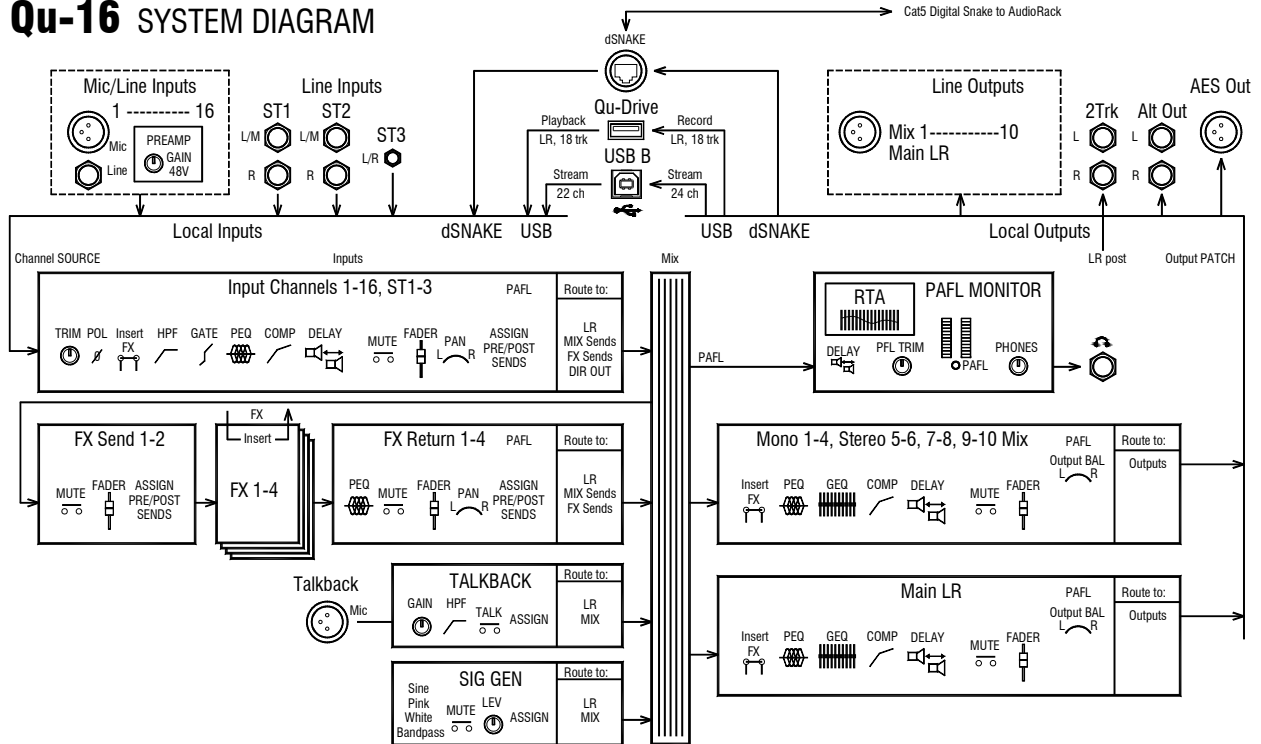 Qu-16 SYSTEM DIAGRAM
Cat5 Digital Snake to AudioRack
dSNAKE
Mic/Line Inputs
1 ---------- 16
Mic
Line
PREAMP
GAIN
48V
Line Inputs
ST1
ST2
ST3
L/M
L/M
L/R
R
R
Qu-Drive
Playback
LR, 18 trk
Record
LR, 18 trk
USB B
Stream
22 ch
Stream
24 ch
Line Outputs
Mix 1-----------10
Main LR
2Trk
Alt Out
AES Out
L
L
R
R
Local Inputs
dSNAKE
USB
USB
dSNAKE
Local Outputs
Channel SOURCE
Inputs
Mix
LR post
Output PATCH
Input Channels 1-16, ST1-3
PAFL
Route to:
TRIM
POL
Insert
FX
HPF
GATE
PEQ
COMP
DELAY
MUTE
FADER
PAN
L
R
ASSIGN
PRE/POST
SENDS
LR
MIX Sends
FX Sends
DIR OUT
PAFL
RTA
PAFL MONITOR
DELAY
PFL TRIM
PAFL
PHONES
FX Send 1-2
MUTE
FADER
ASSIGN
PRE/POST
SENDS
FX
Insert
FX 1-4
FX Return 1-4
PAFL
Route to:
PEQ
MUTE
FADER
PAN
L
R
ASSIGN
PRE/POST
SENDS
LR
MIX Sends
FX Sends
Mono 1-4, Stereo 5-6, 7-8, 9-10 Mix
PAFL
Route to:
Output BAL
L
R
Outputs
Insert
FX
PEQ
GEQ
COMP
DELAY
MUTE
FADER
Talkback
Mic
TALKBACK
Route to:
GAIN
HPF
TALK
ASSIGN
LR
MIX
Main LR
PAFL
Route to:
Output BAL
L
R
Outputs
Insert
FX
PEQ
GEQ
COMP
DELAY
MUTE
FADER
SIG GEN
Route to:
Sine
Pink
White
Bandpass
MUTE
LEV
ASSIGN
LR
MIX